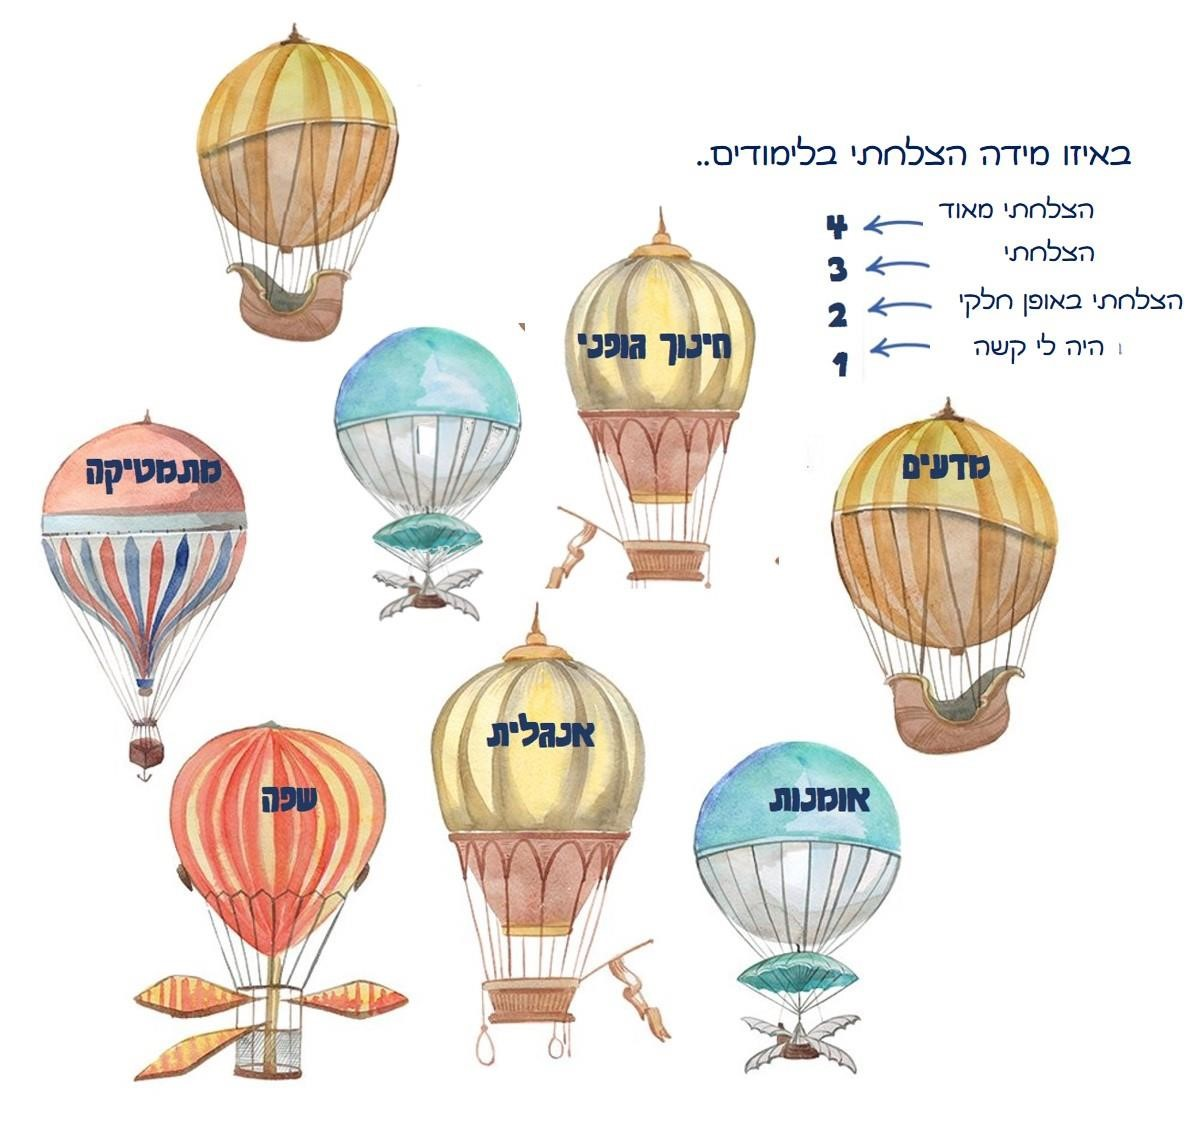 באיזו מידה הצלחתי בלימודים..
הצלחתי מאוד
4
הצלחתי
3
הצלחתי באופן חלקי
2
היה לי קשה
1
חינוך גופני
מדעים
מתמטיקה
אנגלית
אומנות
שפה